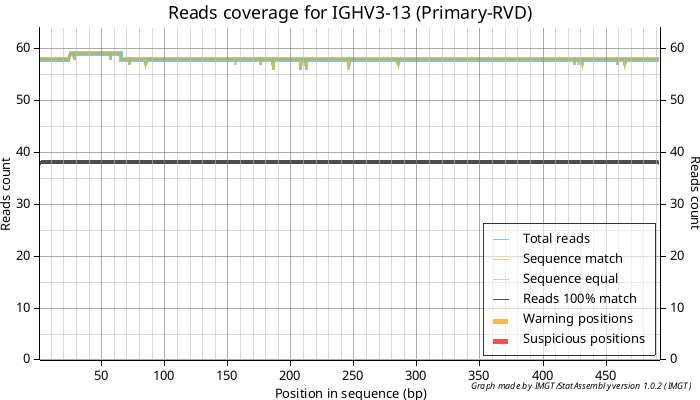 Reads coverage for IGHV3-13 (Primary-RVD)
60 60
50 50
40 40
30 30
20 20
10 10
0 0
Reads count
Reads count
Total reads
Sequence match
Sequence equal
Reads 100% match
Warning positions
Suspicious positions
50 100 150 200 250 300 350 400 450
Position in sequence (bp)
Graph made by IMGT/StatAssembly version 1.0.2 (IMGT)